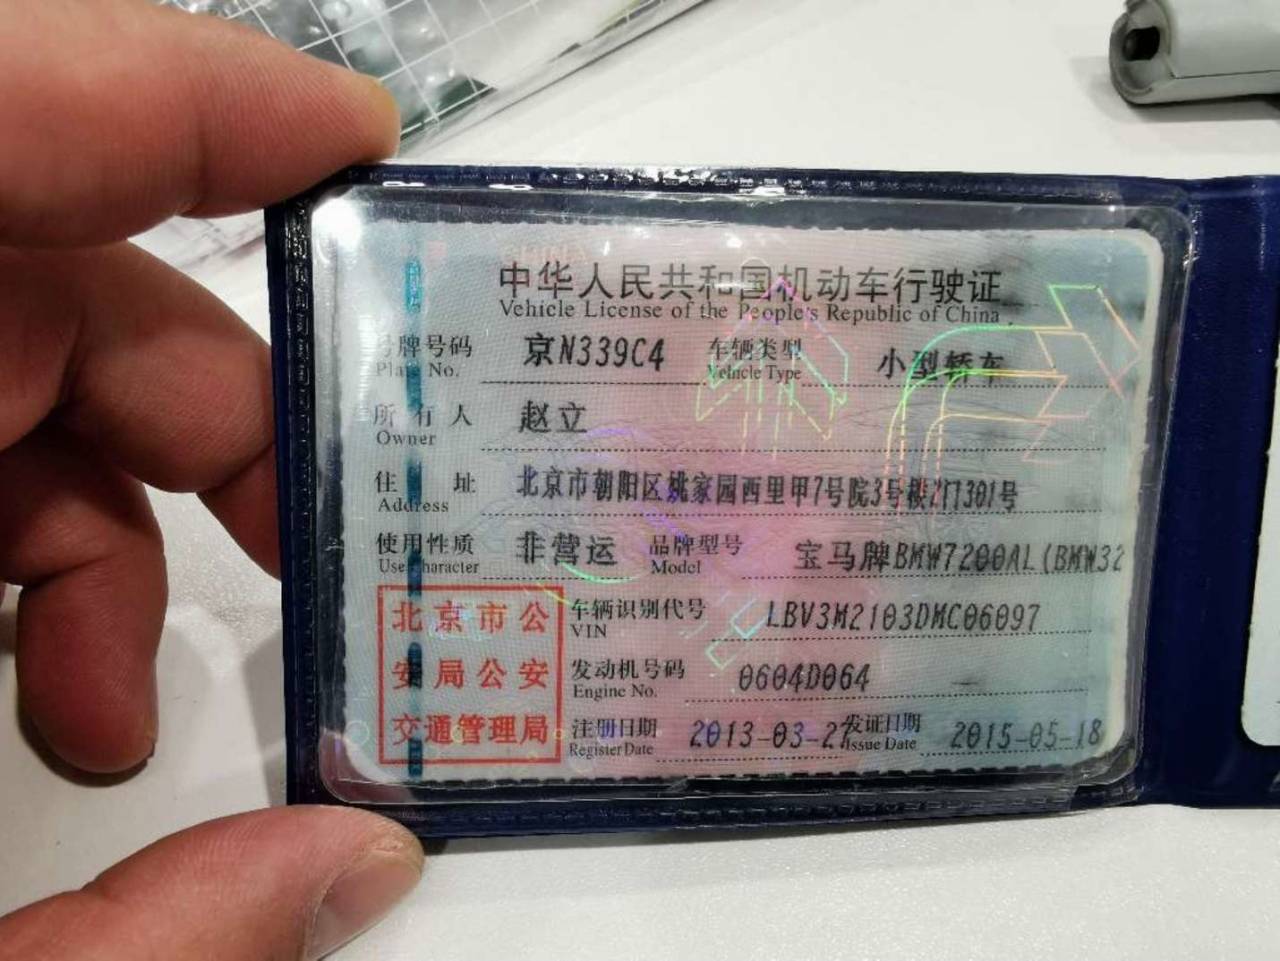 中华人民共和国机动车行驶证
Vehicle License of the People's Republic of China
号牌号码 京N339C4 车辆类型 小型轿车
Plate No. Vehicle Type
所有人 赵立
Owner
住址 北京市朝阳区姚家园西里甲7号院3号楼2门301号
Address
使用性质 非营运 品牌型号 宝马牌BMW7200AL(BMW32
Use Character Model
北京市公 车辆识别代号 LBV3M2103DMC06097
VIN
安局公安 发动机号码 0604D064
Engine No.
交通管理局 注册日期 2013-03-27 发证日期 2015-05-18
Register Date Issue Date